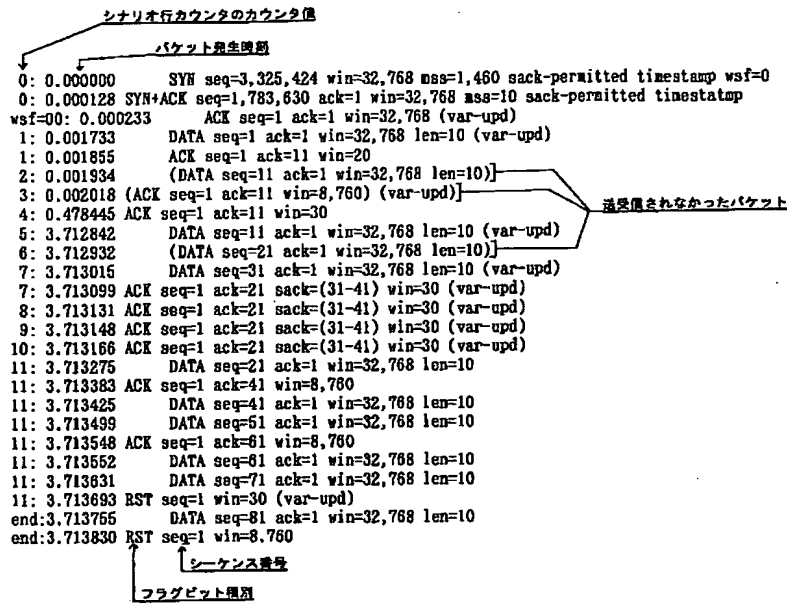 シナリオ行カウンタのカウンタ値
パケット発生時刻
0: 0.000000 SYN seq=3,325,424 win=32,768 mss=1,460 sack-permitted timestamp wsf=0
0: 0.000128 SYN+ACK seq=1,783,630 ack=1 win=32,768 mss=10 sack-permitted timestatmp
wsf=00: 0.000233 ACK seq=1 ack=1 win=32,768 (var-upd)
1: 0.001733 DATA seq=1 ack=1 win=32,768 len=10 (var-upd)
1: 0.001855 ACK seq=1 ack=11 win=20
2: 0.001934 (DATA seq=11 ack=1 win=32,768 len=10)]
3: 0.002018 (ACK seq=1 ack=11 win=8,760) (var-upd)]
送受信されなかったパケット
4: 0.478445 ACK seq=1 ack=11 win=30
5: 3.712842 DATA seq=11 ack=1 win=32,768 len=10 (var-upd)
6: 3.712932 (DATA seq=21 ack=1 win=32,768 len=10)]
7: 3.713015 DATA seq=31 ack=1 win=32,768 len=10 (var-upd)
7: 3.713099 ACK seq=1 ack=21 sack=(31-41) win=30 (var-upd)
8: 3.713131 ACK seq=1 ack=21 sack=(31-41) win=30 (var-upd)
9: 3.713148 ACK seq=1 ack=21 sack=(31-41) win=30 (var-upd)
10: 3.713166 ACK seq=1 ack=21 sack=(31-41) win=30 (var-upd)
11: 3.713275 DATA seq=21 ack=1 win=32,768 len=10
11: 3.713383 ACK seq=1 ack=41 win=8,760
11: 3.713425 DATA seq=41 ack=1 win=32,768 len=10
11: 3.713499 DATA seq=51 ack=1 win=32,768 len=10
11: 3.713548 ACK seq=1 ack=61 win=8,760
11: 3.713552 DATA seq=61 ack=1 win=32,768 len=10
11: 3.713631 DATA seq=71 ack=1 win=32,768 len=10
11: 3.713693 RST seq=1 win=30 (var-upd)
end:3.713755 DATA seq=81 ack=1 win=32,768 len=10
end:3.713830 RST seq=1 win=8.760
シーケンス番号
フラグビット種別